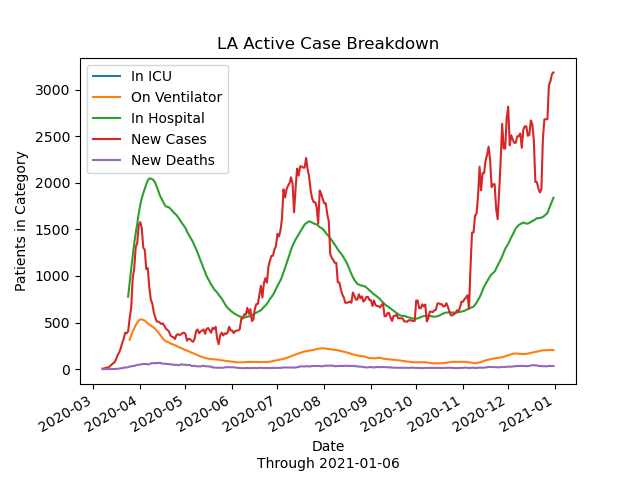 LA Active Case Breakdown
In ICU
On Ventilator
In Hospital
New Cases
New Deaths
Patients in Category
3000
2500
2000
1500
1000
500
0
2020-03
2020-04
2020-05
2020-06
2020-07
2020-08
2020-09
2020-10
2020-11
2020-12
2021-01
Date
Through 2021-01-06